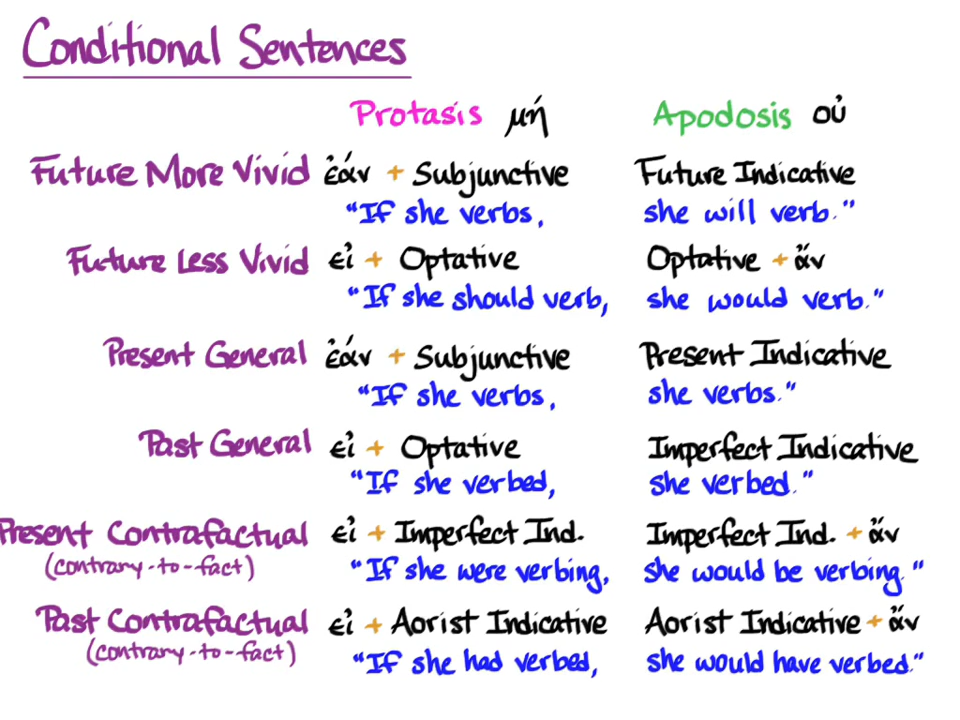 Conditional Sentences
Protasis μή Apodosis οὐ
Future More Vivid ἐάν + Subjunctive Future Indicative
"If she verbs, she will verb."
Future Less Vivid εἰ + Optative Optative + ἄν
"If she should verb, she would verb."
Present General ἐάν + Subjunctive Present Indicative
"If she verbs, she verbs."
Past General εἰ + Optative Imperfect Indicative
"If she verbed, she verbed."
Present Contrafactual εἰ + Imperfect Ind. Imperfect Ind. + ἄν
(contrary-to-fact) "If she were verbing, she would be verbing."
Past Contrafactual εἰ + Aorist Indicative Aorist Indicative + ἄν
(contrary-to-fact) "If she had verbed, she would have verbed."